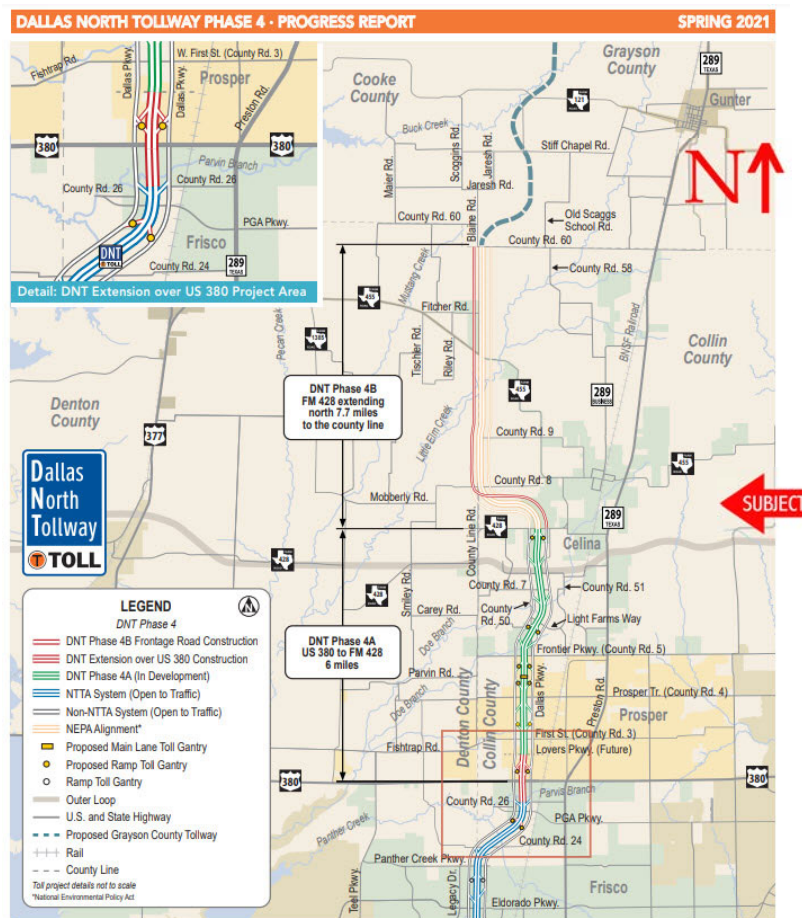 DALLAS NORTH TOLLWAY PHASE 4 · PROGRESS REPORT
SPRING 2021
W. First St. (County Rd. 3)
Fishtrap Rd.
Dallas Pkwy.
Dallas Pkwy.
Prosper
Preston Rd.
380
380
Parvin Branch
County Rd. 26
County Rd. 26
PGA Pkwy.
Frisco
DNT
TOLL
County Rd. 24
289
TEXAS
Detail: DNT Extension over US 380 Project Area
Cooke
County
Grayson
County
289
TEXAS
121
Gunter
Buck Creek
Maier Rd.
Scoggins Rd.
Jaresh Rd.
Stiff Chapel Rd.
Jaresh Rd.
N
County Rd. 60
Blaine Rd.
Old Scaggs
School Rd.
County Rd. 60
County Rd. 58
Mustang Creek
455
Fitcher Rd.
BNSF Railroad
Pecan Creek
1385
Tischler Rd.
Riley Rd.
Collin
County
DNT Phase 4B
FM 428 extending
north 7.7 miles
to the county line
455
289
BUSINESS
Denton
County
377
Little Elm Creek
County Rd. 9
455
County Rd. 8
Dallas
North
Tollway
TOLL
Mobberly Rd.
SUBJECT
289
TEXAS
428
County Line Rd.
Celina
428
428
Smiley Rd.
County Rd. 7
County Rd. 51
County
Rd. 50
Carey Rd.
Light Farms Way
DNT Phase 4A
US 380 to FM 428
6 miles
Doe Branch
Frontier Pkwy. (County Rd. 5)
Parvin Rd.
Doe Branch
Dallas Pkwy.
Preston Rd.
Prosper Tr. (County Rd. 4)
Prosper
Denton County
Collin County
First St. (County Rd. 3)
Fishtrap Rd.
Lovers Pkwy. (Future)
380
380
County Rd. 26
Parvis Branch
PGA Pkwy.
Panther Creek
County Rd. 24
Panther Creek Pkwy.
Teel Pkwy.
Legacy Dr.
Frisco
Eldorado Pkwy.
LEGEND
DNT Phase 4
DNT Phase 4B Frontage Road Construction
DNT Extension over US 380 Construction
DNT Phase 4A (In Development)
NTTA System (Open to Traffic)
Non-NTTA System (Open to Traffic)
NEPA Alignment*
Proposed Main Lane Toll Gantry
Proposed Ramp Toll Gantry
Ramp Toll Gantry
Outer Loop
U.S. and State Highway
Proposed Grayson County Tollway
Rail
County Line
Toll project details not to scale
*National Environmental Policy Act